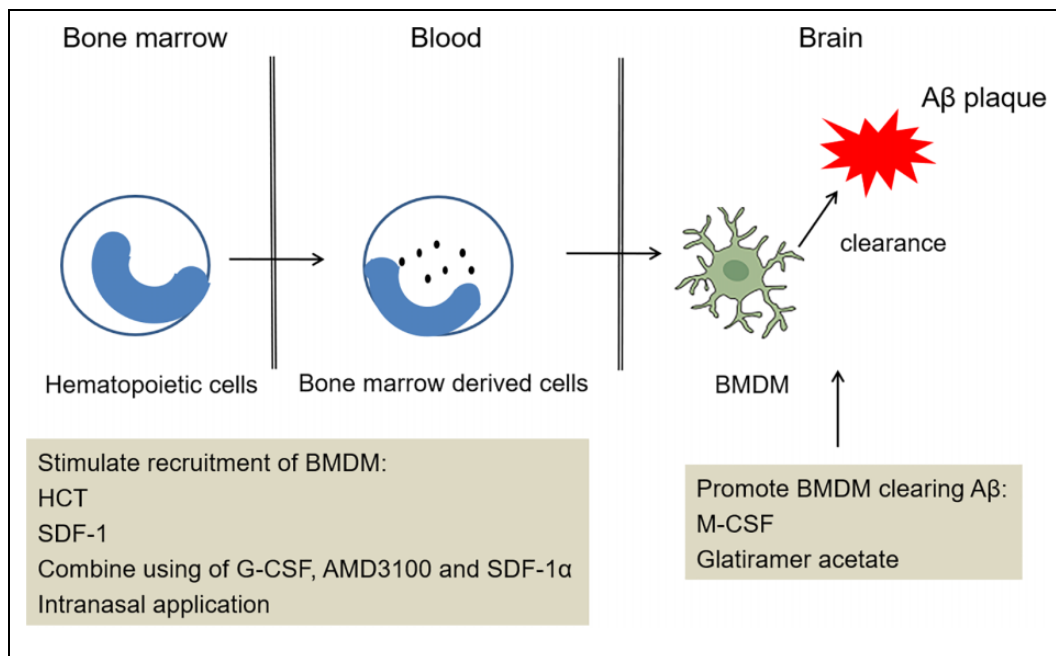 Bone marrow
Blood
Brain
Aβ plaque
clearance
Hematopoietic cells
Bone marrow derived cells
BMDM
Stimulate recruitment of BMDM:
HCT
SDF-1
Combine using of G-CSF, AMD3100 and SDF-1α
Intranasal application
Promote BMDM clearing Aβ:
M-CSF
Glatiramer acetate